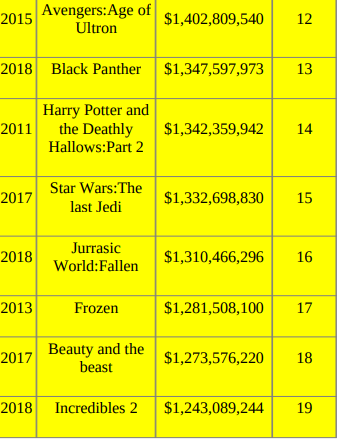 2015 Avengers:Age of Ultron $1,402,809,540 12
2018 Black Panther $1,347,597,973 13
2011 Harry Potter and the Deathly Hallows:Part 2 $1,342,359,942 14
2017 Star Wars:The last Jedi $1,332,698,830 15
2018 Jurrasic World:Fallen $1,310,466,296 16
2013 Frozen $1,281,508,100 17
2017 Beauty and the beast $1,273,576,220 18
2018 Incredibles 2 $1,243,089,244 19